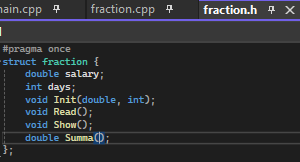 main.cpp fraction.cpp fraction.h
#pragma once
struct fraction {
double salary;
int days;
void Init(double, int);
void Read();
void Show();
double Summa();
};